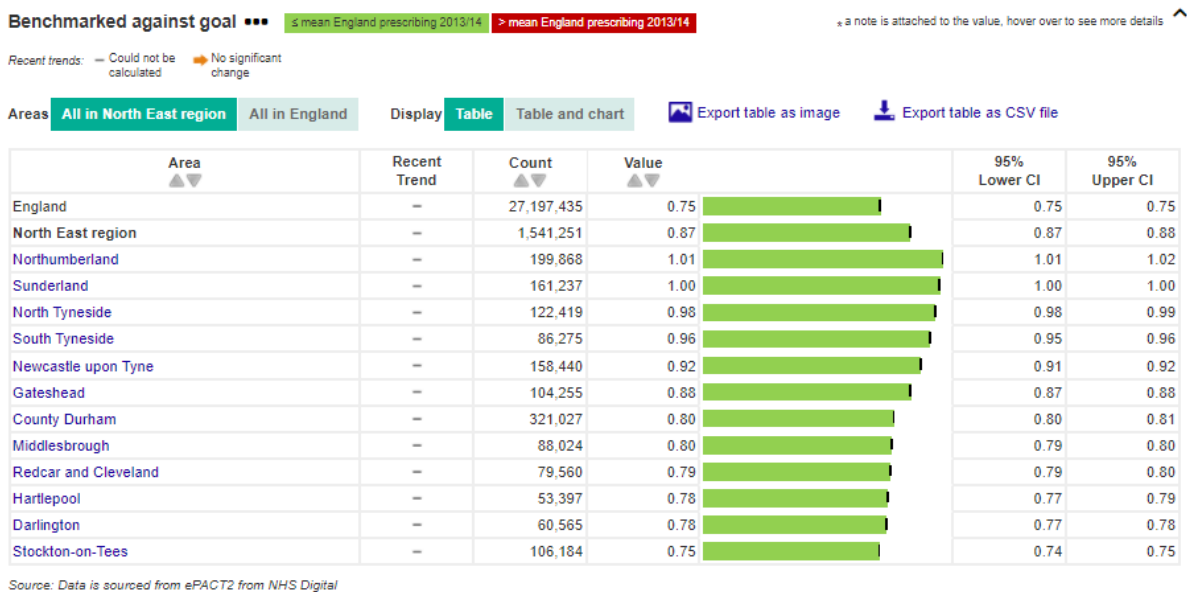 Benchmarked against goal ••• ≤ mean England prescribing 2013/14 > mean England prescribing 2013/14 * a note is attached to the value, hover over to see more details
Recent trends: – Could not be calculated No significant change
Areas All in North East region All in England Display Table Table and chart Export table as image Export table as CSV file
Area Recent Trend Count Value 95% Lower CI 95% Upper CI
England – 27,197,435 0.75 0.75 0.75
North East region – 1,541,251 0.87 0.87 0.88
Northumberland – 199,868 1.01 1.01 1.02
Sunderland – 161,237 1.00 1.00 1.00
North Tyneside – 122,419 0.98 0.98 0.99
South Tyneside – 86,275 0.96 0.95 0.96
Newcastle upon Tyne – 158,440 0.92 0.91 0.92
Gateshead – 104,255 0.88 0.87 0.88
County Durham – 321,027 0.80 0.80 0.81
Middlesbrough – 88,024 0.80 0.79 0.80
Redcar and Cleveland – 79,560 0.79 0.79 0.80
Hartlepool – 53,397 0.78 0.77 0.79
Darlington – 60,565 0.78 0.77 0.78
Stockton-on-Tees – 106,184 0.75 0.74 0.75
Source: Data is sourced from ePACT2 from NHS Digital